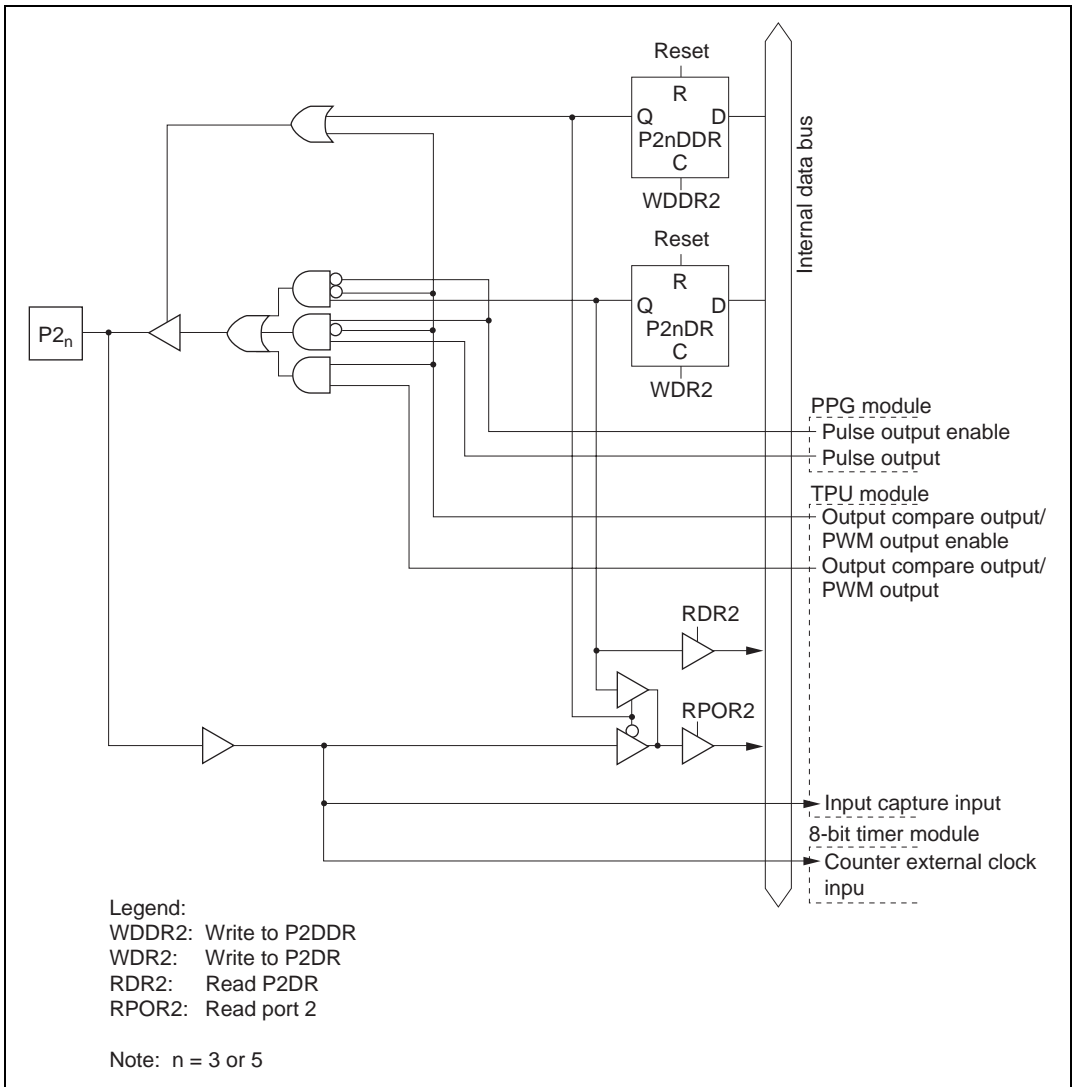 Reset
R
Q D
P2nDDR
C
WDDR2
Internal data bus
Reset
R
Q D
P2nDR
C
WDR2
P2n
PPG module
Pulse output enable
Pulse output
TPU module
Output compare output/
PWM output enable
Output compare output/
PWM output
RDR2
RPOR2
Input capture input
8-bit timer module
Counter external clock
inpu
Legend:
WDDR2: Write to P2DDR
WDR2: Write to P2DR
RDR2: Read P2DR
RPOR2: Read port 2
Note: n = 3 or 5